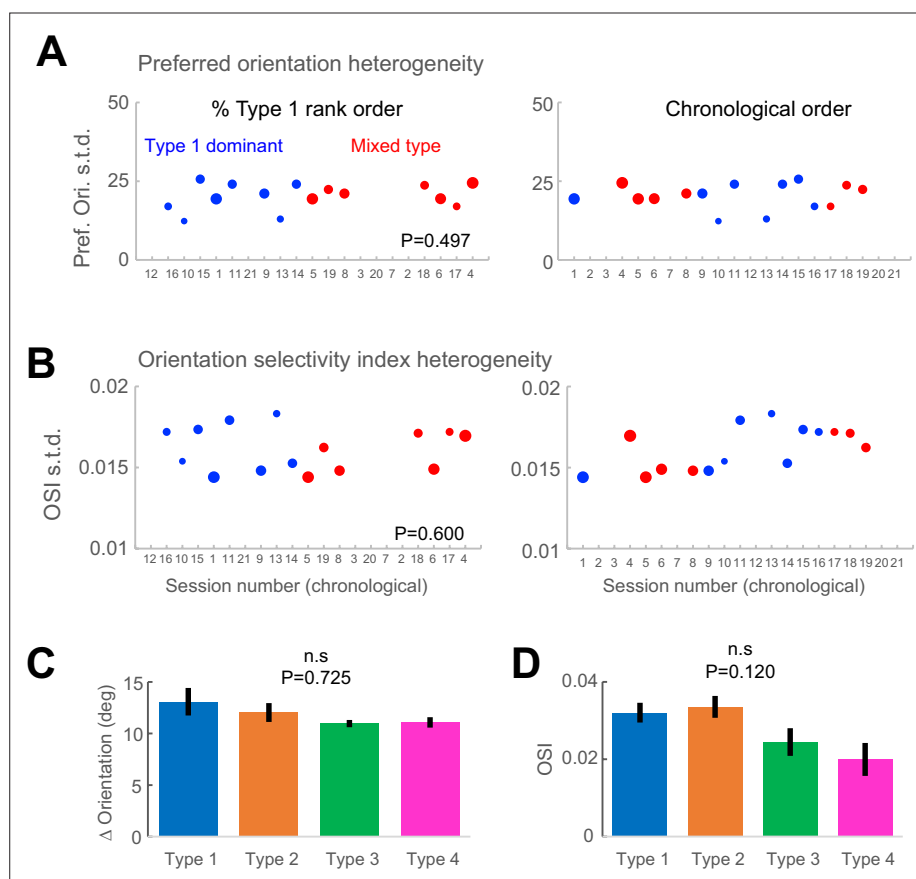 A
Preferred orientation heterogeneity
% Type 1 rank order
Chronological order
Type 1 dominant
Mixed type
Pref. Ori. s.t.d.
50
25
0
P=0.497
12 16 10 15 1 11 21 9 13 14 5 19 8 3 20 7 2 18 6 17 4
50
25
0
1 2 3 4 5 6 7 8 9 10 11 12 13 14 15 16 17 18 19 20 21
B
Orientation selectivity index heterogeneity
OSI s.t.d.
0.02
0.015
0.01
P=0.600
12 16 10 15 1 11 21 9 13 14 5 19 8 3 20 7 2 18 6 17 4
Session number (chronological)
0.02
0.015
0.01
1 2 3 4 5 6 7 8 9 10 11 12 13 14 15 16 17 18 19 20 21
Session number (chronological)
C
n.s
P=0.725
Δ Orientation (deg)
15
10
5
0
Type 1 Type 2 Type 3 Type 4
D
n.s
P=0.120
OSI
0.04
0.02
0
Type 1 Type 2 Type 3 Type 4